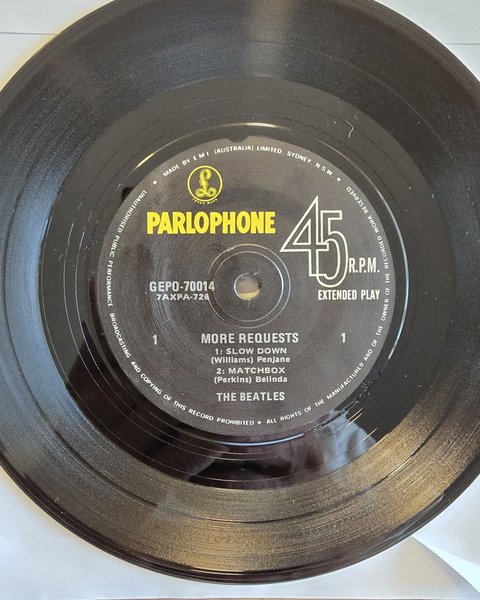 • MADE BY E M I (AUSTRALIA) LIMITED, SYDNEY, N.S.W. •
£
TRADE MARK
PARLOPHONE
45
R.P.M.
EXTENDED PLAY
GEPO-70014
7AXPA-726
1 MORE REQUESTS 1
1: SLOW DOWN
(Williams) Penjane
2: MATCHBOX
(Perkins) Belinda
THE BEATLES
UNAUTHORISED PUBLIC PERFORMANCE BROADCASTING AND COPYING OF THIS RECORD PROHIBITED • ALL RIGHTS OF THE MANUFACTURER AND OF THE OWNER OF THE RECORDED WORK RESERVED